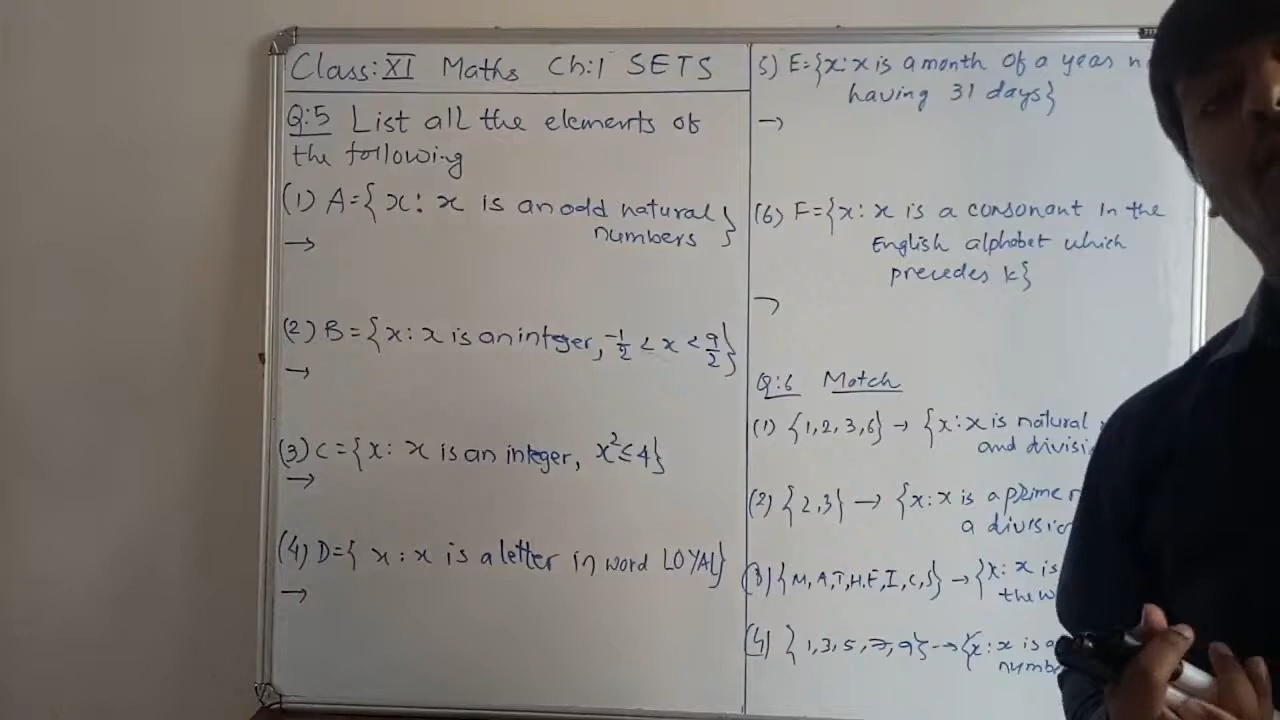 Class: XI Maths Ch:1 SETS
Q:5 List all the elements of
the following
(1) A={ x: x is an odd natural
numbers }
→
(2) B={x: x is an integer, -1/2 < x < 9/2}
→
(3) C={x: x is an integer, x²≤4}
→
(4) D={ x: x is a letter in word LOYAL}
→
5) E={x: x is a month of a year
having 31 days}
→
(6) F={x: x is a consonant in the
English alphabet which
precedes k}
→
Q:6 Match
(1) {1,2,3,6} → {x: x is natural
and
(2) {2,3} → {x: x is a prime
a
(3) {M,A,T,H,E,I,C,S} → {x: x is
the
(4) {1,3,5,7,9} → {x: x is